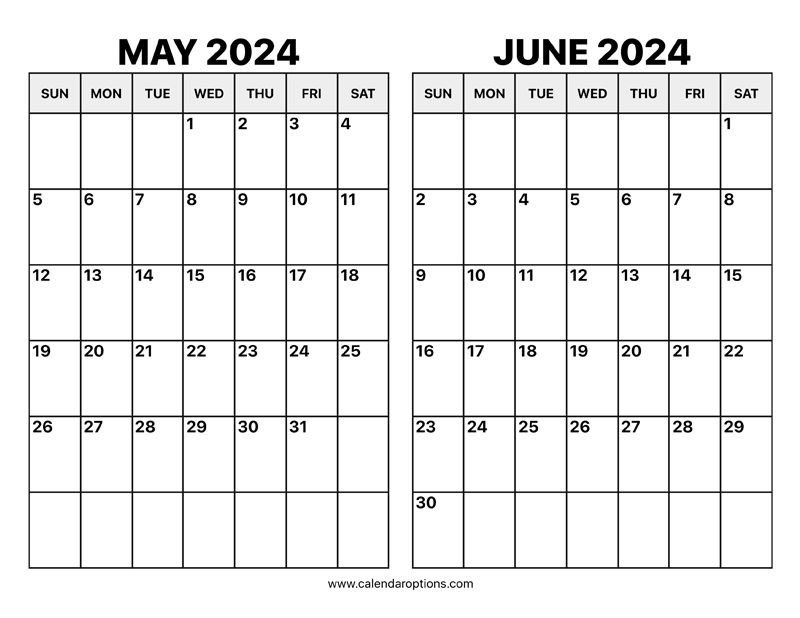 MAY 2024
SUN MON TUE WED THU FRI SAT
1 2 3 4
5 6 7 8 9 10 11
12 13 14 15 16 17 18
19 20 21 22 23 24 25
26 27 28 29 30 31
JUNE 2024
SUN MON TUE WED THU FRI SAT
1
2 3 4 5 6 7 8
9 10 11 12 13 14 15
16 17 18 19 20 21 22
23 24 25 26 27 28 29
30
www.calendaroptions.com